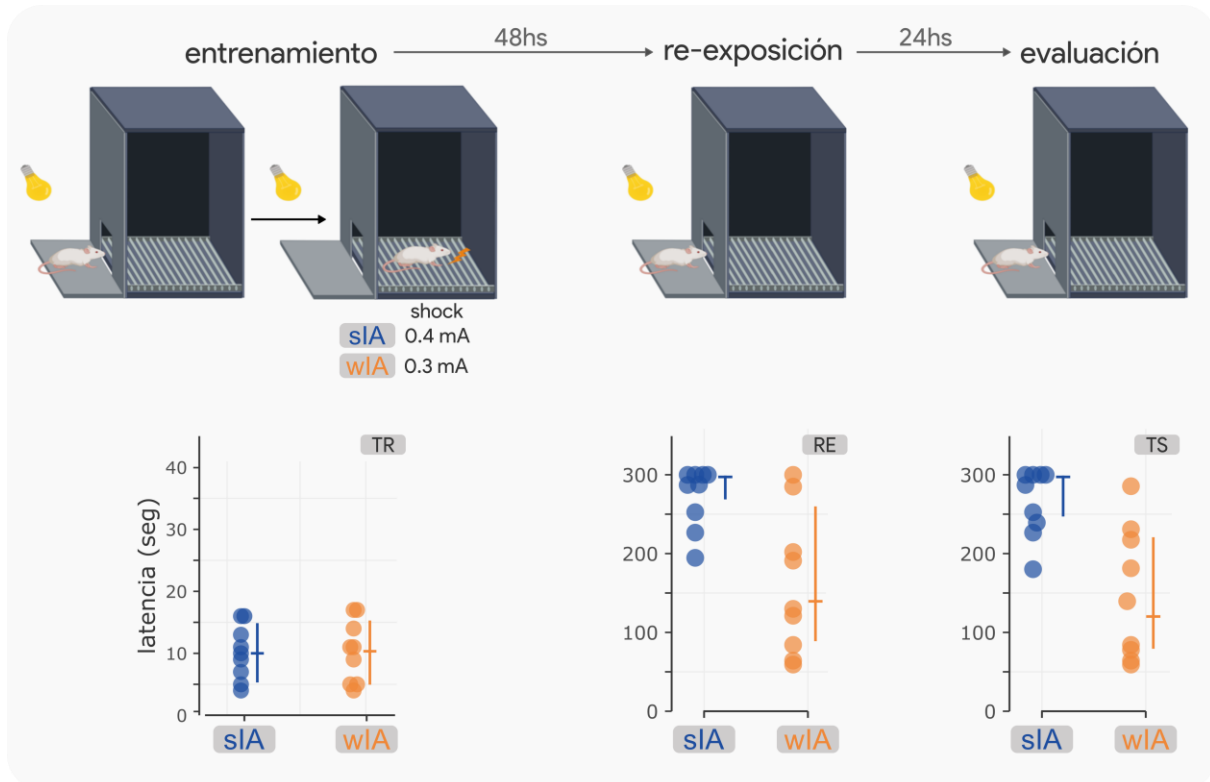 entrenamiento 48hs re-exposición 24hs evaluación
shock
sIA 0.4 mA
wIA 0.3 mA
TR
latencia (seg)
40
30
20
10
0
sIA wIA
RE
300
200
100
0
sIA wIA
TS
300
200
100
0
sIA wIA